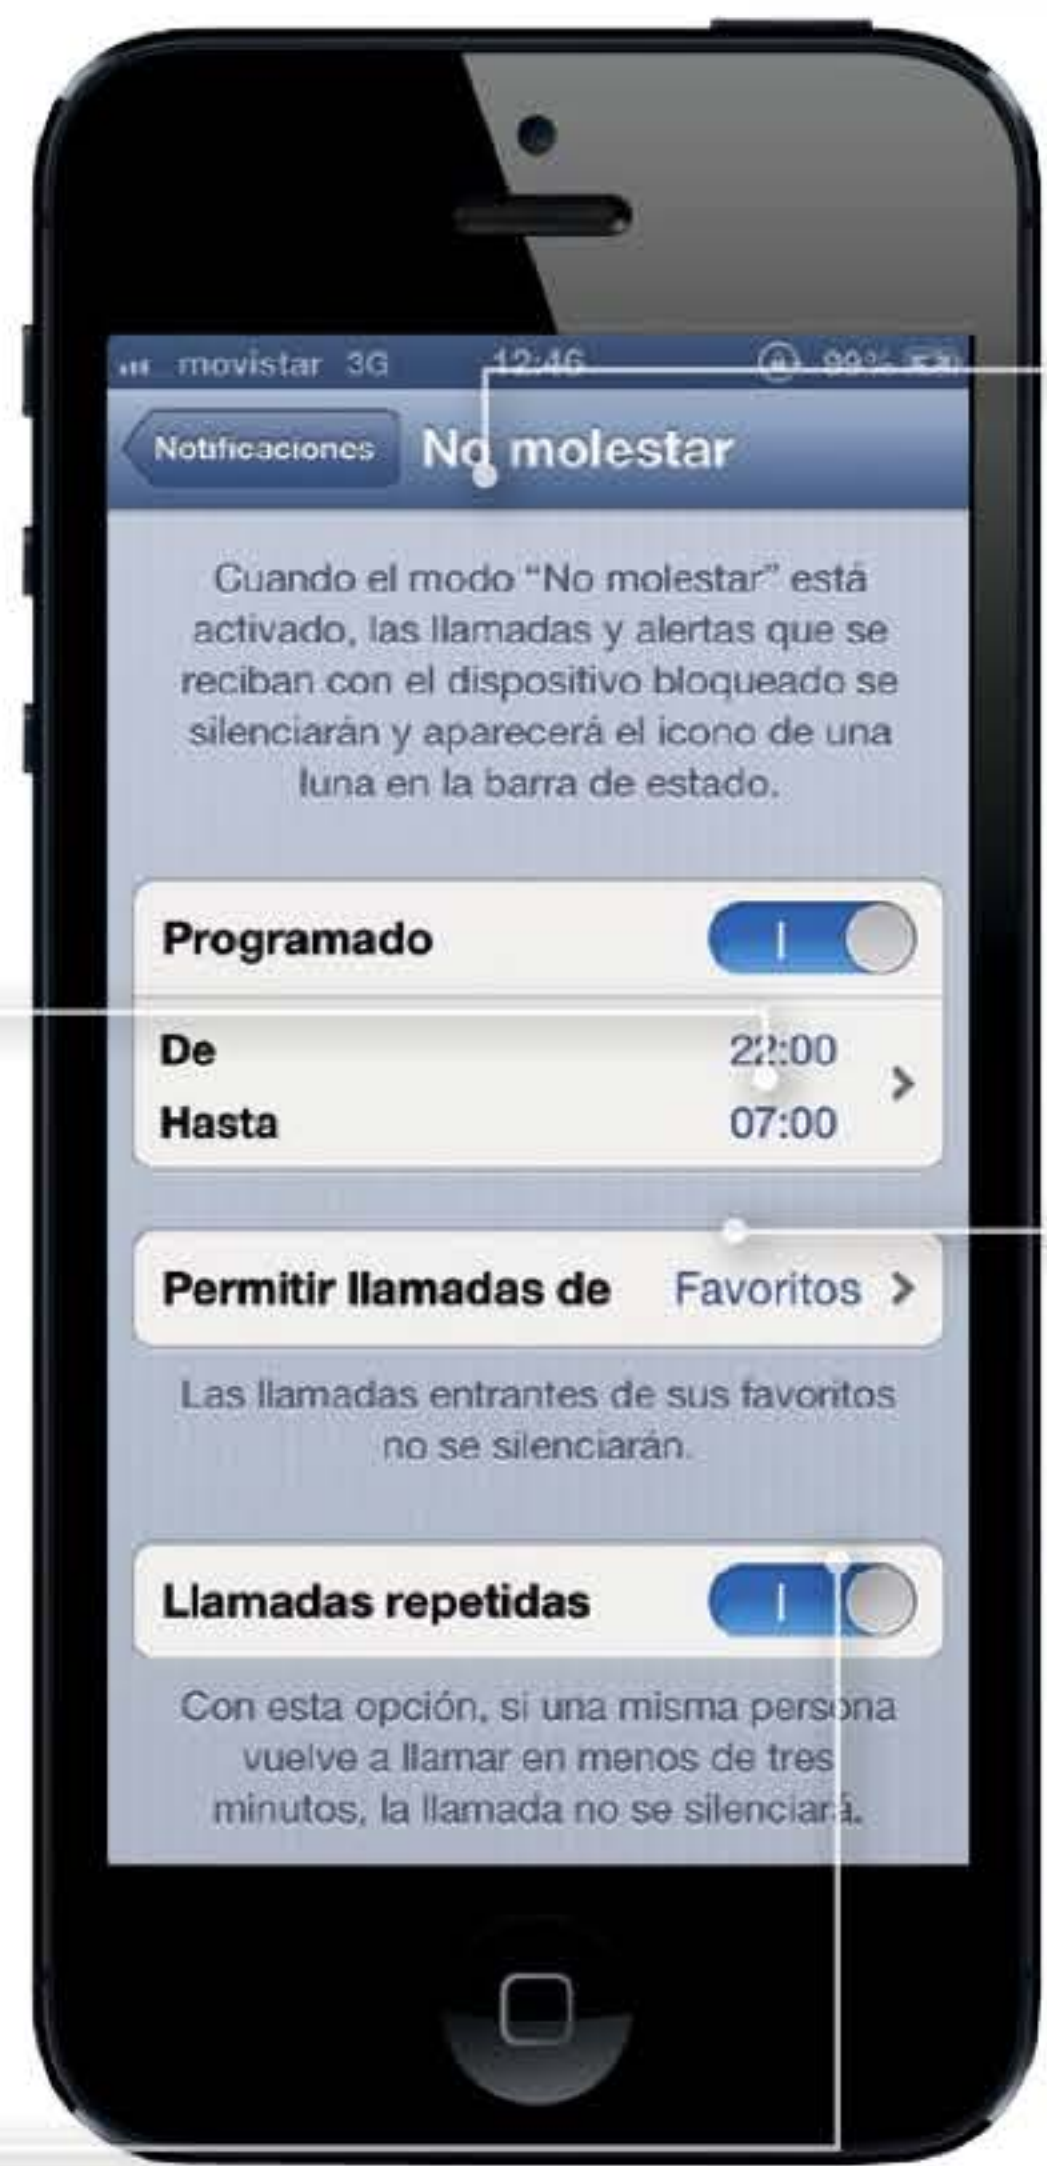 movistar 3G 12:46 99%
Notificaciones No molestar
Cuando el modo “No molestar” está
activado, las llamadas y alertas que se
reciban con el dispositivo bloqueado se
silenciarán y aparecerá el icono de una
luna en la barra de estado.
Programado
De 22:00
Hasta 07:00
Permitir llamadas de Favoritos
Las llamadas entrantes de sus favoritos
no se silenciarán.
Llamadas repetidas
Con esta opción, si una misma persona
vuelve a llamar en menos de tres
minutos, la llamada no se silenciará.